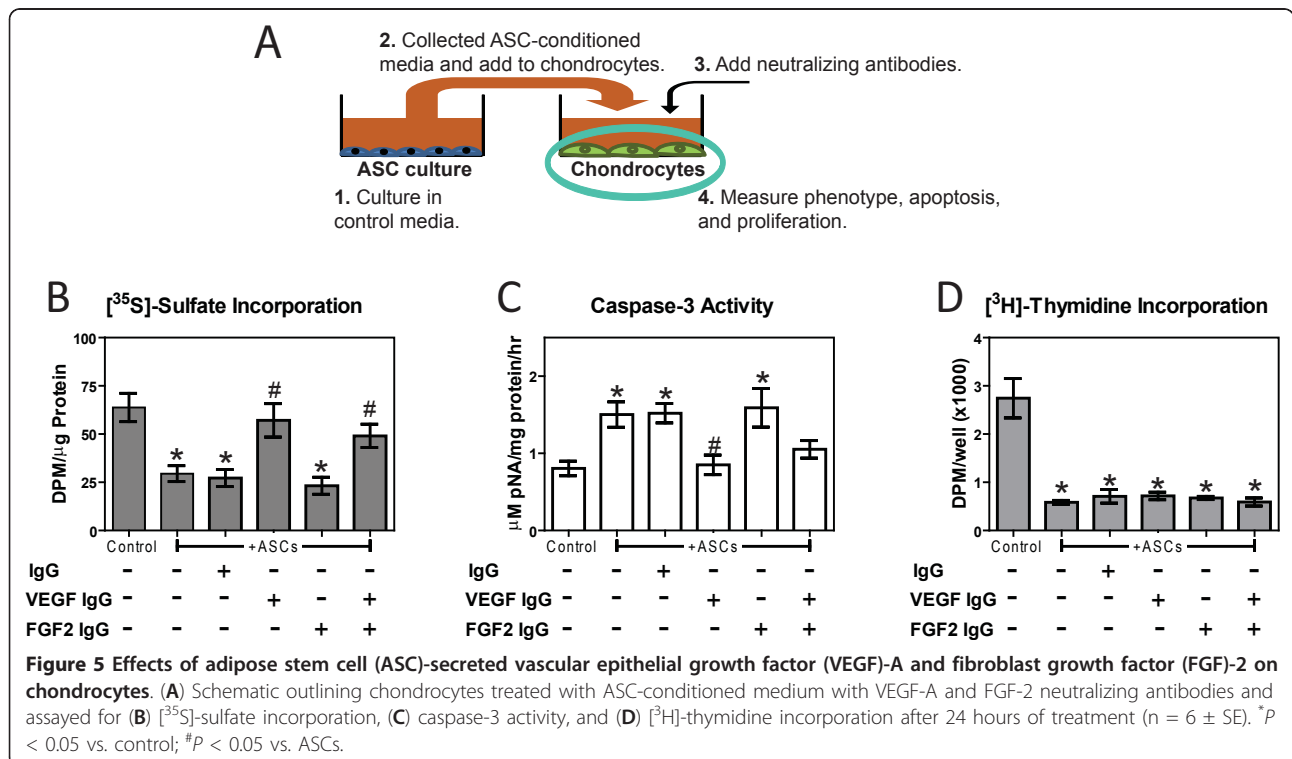 A
2. Collected ASC-conditioned
media and add to chondrocytes.
3. Add neutralizing antibodies.
ASC culture
Chondrocytes
1. Culture in
control media.
4. Measure phenotype, apoptosis,
and proliferation.
B
[³⁵S]-Sulfate Incorporation
DPM/µg Protein
100
75
50
25
0
* * # * #
Control
+ASCs
IgG - - + - - -
VEGF IgG - - - + - +
FGF2 IgG - - - - + +
C
Caspase-3 Activity
µM pNA/mg protein/hr
2
1
0
* * # *
Control
+ASCs
IgG - - + - - -
VEGF IgG - - - + - +
FGF2 IgG - - - - + +
D
[³H]-Thymidine Incorporation
DPM/well (x1000)
4
3
2
1
0
* * * * *
Control
+ASCs
IgG - - + - - -
VEGF IgG - - - + - +
FGF2 IgG - - - - + +
Figure 5 Effects of adipose stem cell (ASC)-secreted vascular epithelial growth factor (VEGF)-A and fibroblast growth factor (FGF)-2 on
chondrocytes. (A) Schematic outlining chondrocytes treated with ASC-conditioned medium with VEGF-A and FGF-2 neutralizing antibodies and
assayed for (B) [³⁵S]-sulfate incorporation, (C) caspase-3 activity, and (D) [³H]-thymidine incorporation after 24 hours of treatment (n = 6 ± SE). *P
< 0.05 vs. control; #P < 0.05 vs. ASCs.